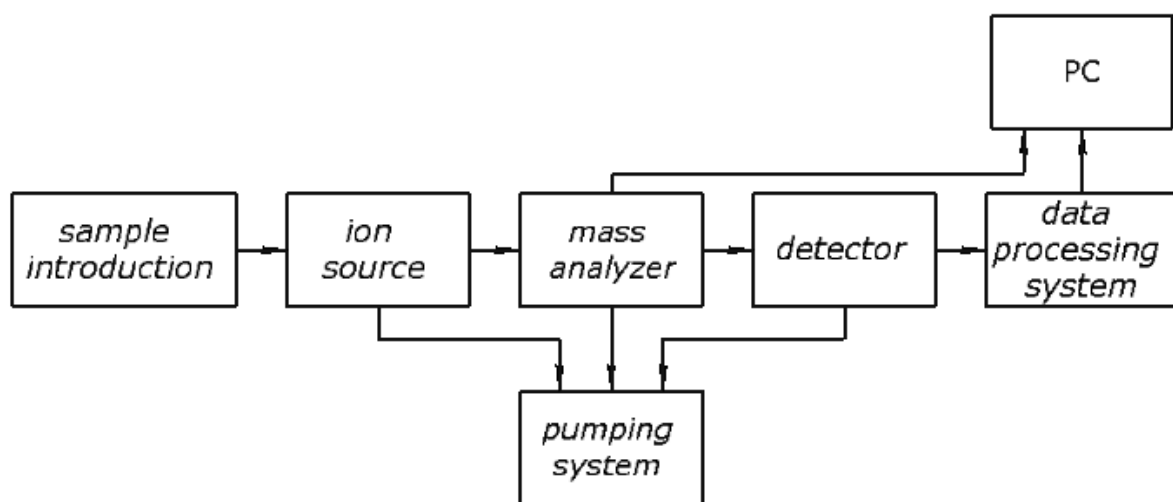 PC
sample
introduction
ion
source
mass
analyzer
detector
data
processing
system
pumping
system